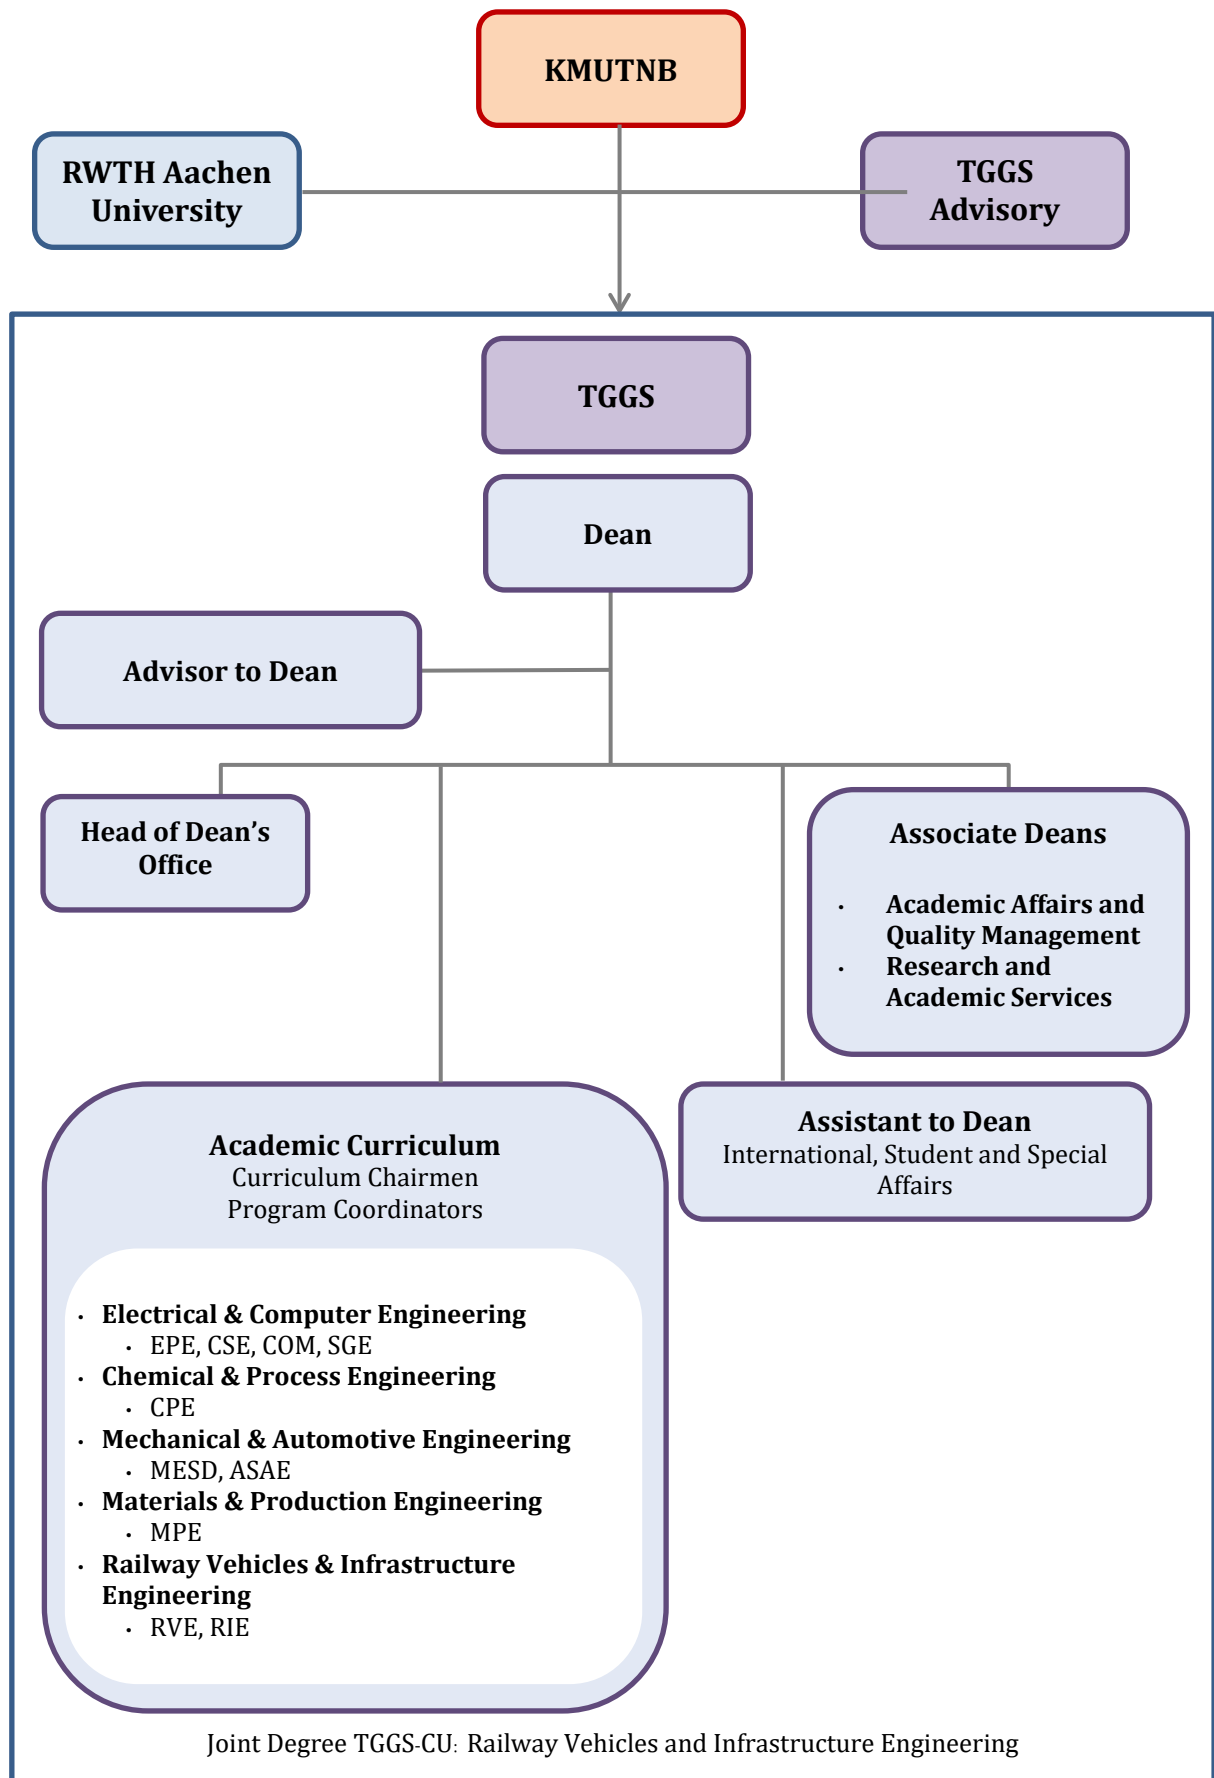 KMUTNB
RWTH Aachen
University
TGGS
Advisory
TGGS
Dean
Advisor to Dean
Head of Dean’s
Office
Associate Deans
· Academic Affairs and
Quality Management
· Research and
Academic Services
Academic Curriculum
Curriculum Chairmen
Program Coordinators
· Electrical & Computer Engineering
· EPE, CSE, COM, SGE
· Chemical & Process Engineering
· CPE
· Mechanical & Automotive Engineering
· MESD, ASAE
· Materials & Production Engineering
· MPE
· Railway Vehicles & Infrastructure
Engineering
· RVE, RIE
Assistant to Dean
International, Student and Special
Affairs
Joint Degree TGGS-CU: Railway Vehicles and Infrastructure Engineering